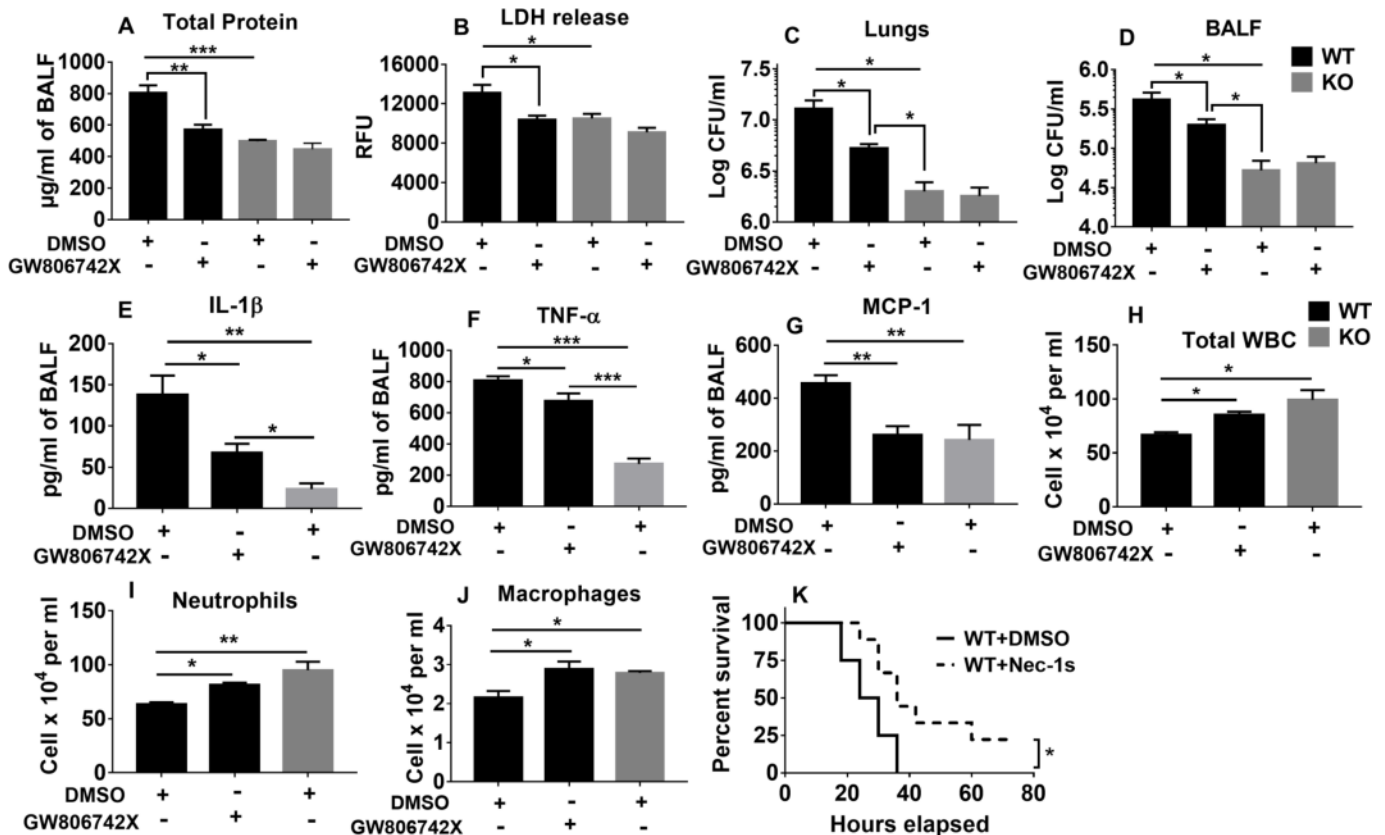 A Total Protein
*** 
**
1000
800
600
400
200
0
µg/ml of BALF
DMSO + - + -
GW806742X - + - +
B LDH release
*
*
16000
13000
10000
7000
4000
0
RFU
DMSO + - + -
GW806742X - + - +
C Lungs
*
*
*
7.5
7.0
6.5
6.0
Log CFU/ml
DMSO + - + -
GW806742X - + - +
D BALF
*
*
*
6.0
5.5
5.0
4.5
4.0
Log CFU/ml
DMSO + - + -
GW806742X - + - +
WT
KO
E IL-1β
**
*
*
200
150
100
50
0
pg/ml of BALF
DMSO + - +
GW806742X - + -
F TNF-α
***
*
***
1000
800
600
400
200
0
pg/ml of BALF
DMSO + - +
GW806742X - + -
G MCP-1
**
**
600
400
200
0
pg/ml of BALF
DMSO + - +
GW806742X - + -
H Total WBC
*
*
150
100
50
0
Cell x 10⁴ per ml
DMSO + - +
GW806742X - + -
WT
KO
I Neutrophils
**
*
150
100
50
0
Cell x 10⁴ per ml
DMSO + - +
GW806742X - + -
J Macrophages
*
*
4
3
2
1
0
Cell x 10⁴ per ml
DMSO + - +
GW806742X - + -
K
100
75
50
25
0
Percent survival
WT+DMSO
WT+Nec-1s
*
0 20 40 60 80
Hours elapsed